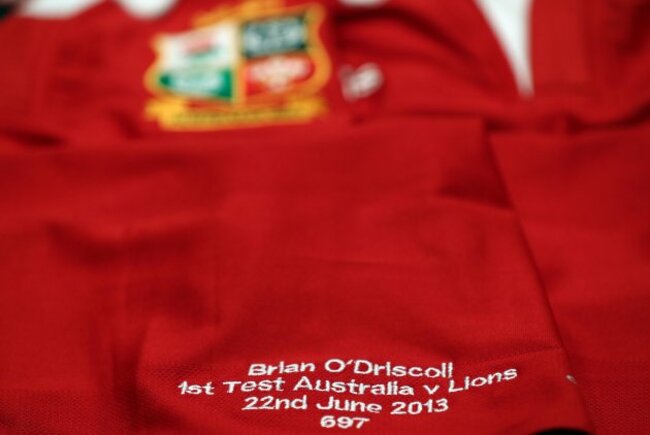 Brian O'Driscoll
1st Test Australia v Lions
22nd June 2013
697